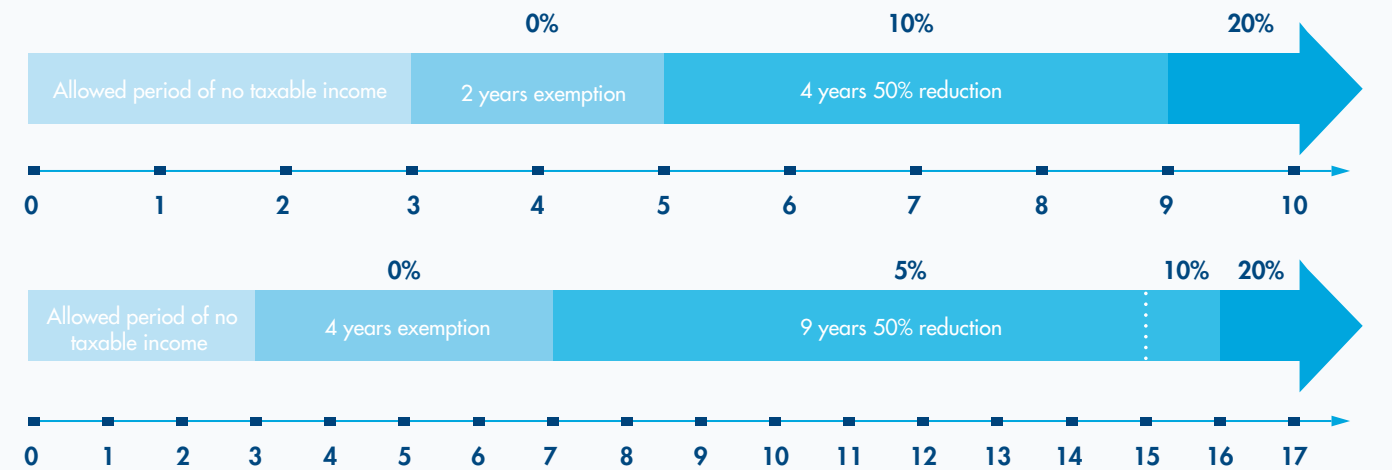 0% 10% 20%
Allowed period of no taxable income 2 years exemption 4 years 50% reduction
0 1 2 3 4 5 6 7 8 9 10
0% 5% 10% 20%
Allowed period of no
taxable income
4 years exemption 9 years 50% reduction
0 1 2 3 4 5 6 7 8 9 10 11 12 13 14 15 16 17